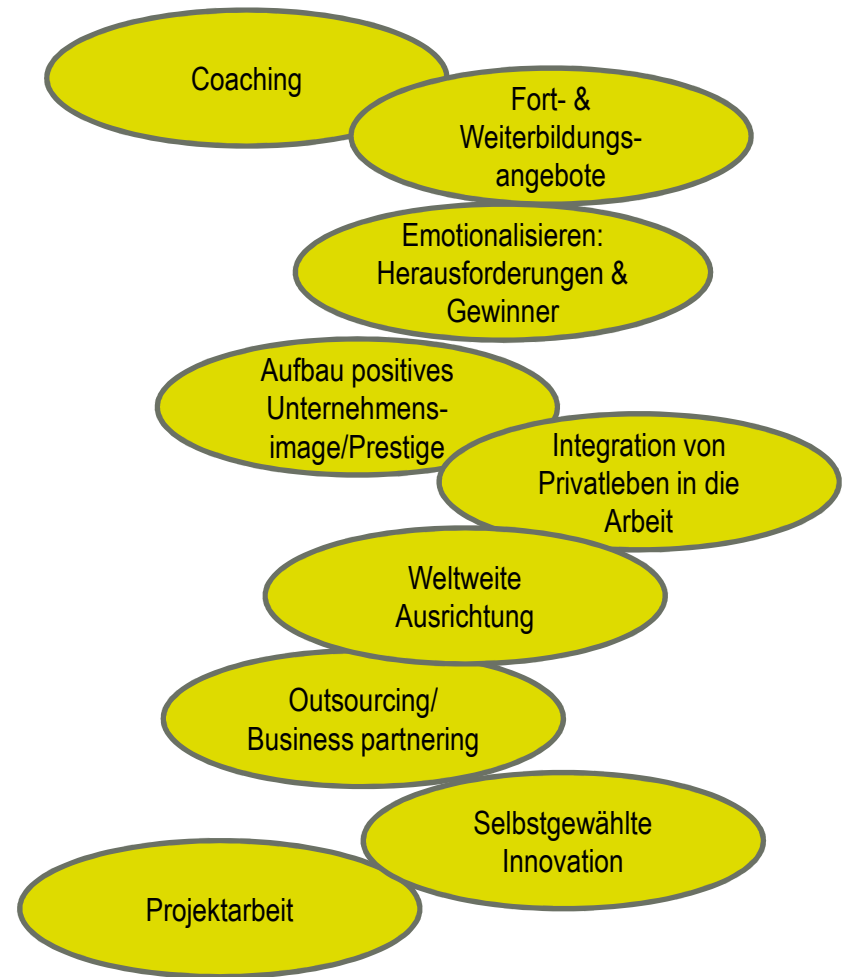 Coaching
Fort- &
Weiterbildungs-
angebote
Emotionalisieren:
Herausforderungen &
Gewinner
Aufbau positives
Unternehmens-
image/Prestige
Integration von
Privatleben in die
Arbeit
Weltweite
Ausrichtung
Outsourcing/
Business partnering
Selbstgewählte
Innovation
Projektarbeit